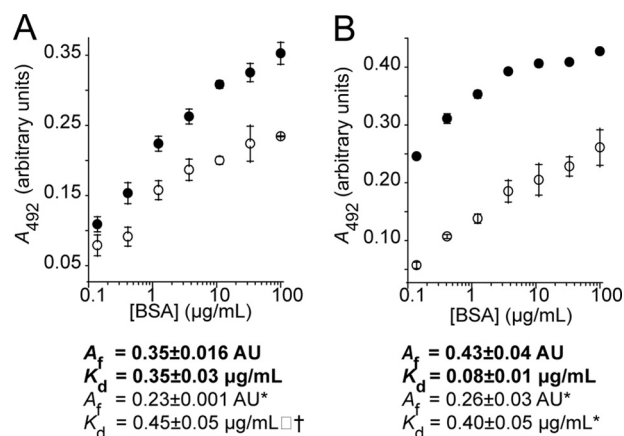 A
B
0.35
0.25
0.15
0.05
A492 (arbitrary units)
0.1
1
10
100
[BSA] (µg/mL)
0.40
0.30
0.20
0.10
A492 (arbitrary units)
0.1
1
10
100
[BSA] (µg/mL)
Af = 0.35±0.016 AU
Kd = 0.35±0.03 µg/mL
Af = 0.23±0.001 AU*
Kd = 0.45±0.05 µg/mL□†
Af = 0.43±0.04 AU
Kd = 0.08±0.01 µg/mL
Af = 0.26±0.03 AU*
Kd = 0.40±0.05 µg/mL*